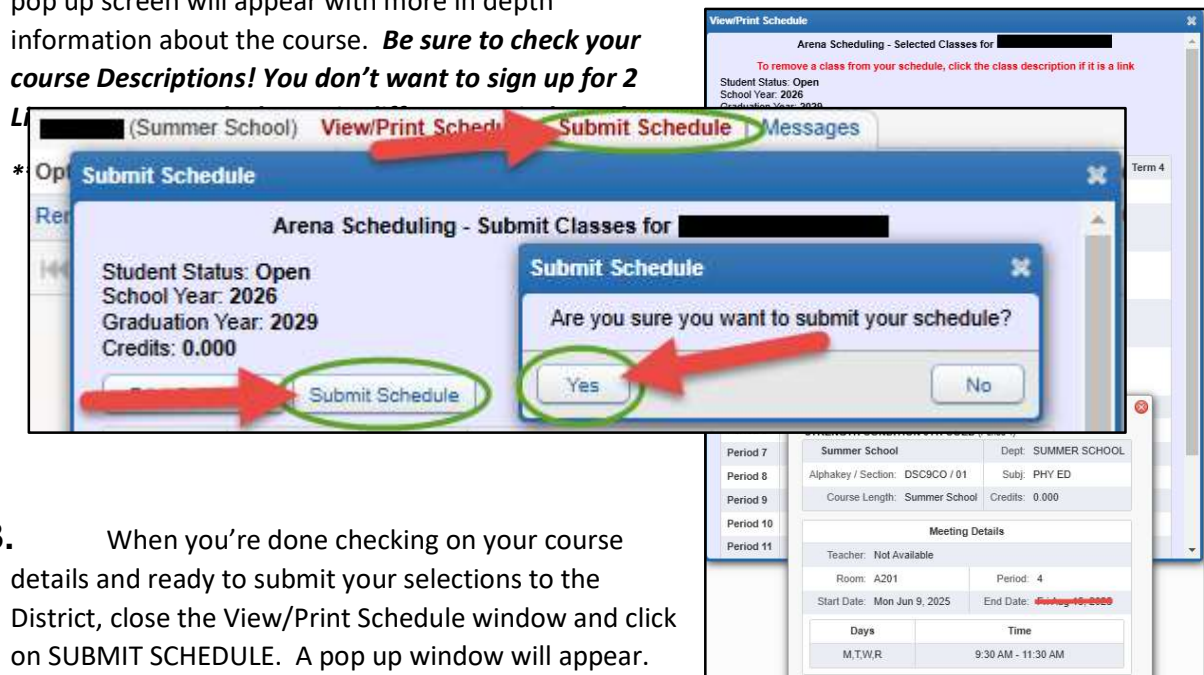 pop up screen will appear with more in depth
information about the course. Be sure to check your
course Descriptions! You don’t want to sign up for 2
View/Print Schedule
Arena Scheduling - Selected Classes for
To remove a class from your schedule, click the class description if it is a link
Student Status: Open
School Year: 2026
Graduation Year: 2029
(Summer School) View/Print Schedu Submit Schedule Messages
Term 4
Submit Schedule
Arena Scheduling - Submit Classes for
Student Status: Open
School Year: 2026
Graduation Year: 2029
Credits: 0.000
Submit Schedule
Submit Schedule
Are you sure you want to submit your schedule?
Yes No
Period 7
Period 8
Period 9
Period 10
Period 11
Summer School Dept: SUMMER SCHOOL
Alphakey / Section: DSC9CO / 01 Subj: PHY ED
Course Length: Summer School Credits: 0.000
Meeting Details
Teacher: Not Available
Room: A201 Period: 4
Start Date: Mon Jun 9, 2025 End Date:
Days Time
M,T,W,R 9:30 AM - 11:30 AM
When you’re done checking on your course
details and ready to submit your selections to the
District, close the View/Print Schedule window and click
on SUBMIT SCHEDULE. A pop up window will appear.